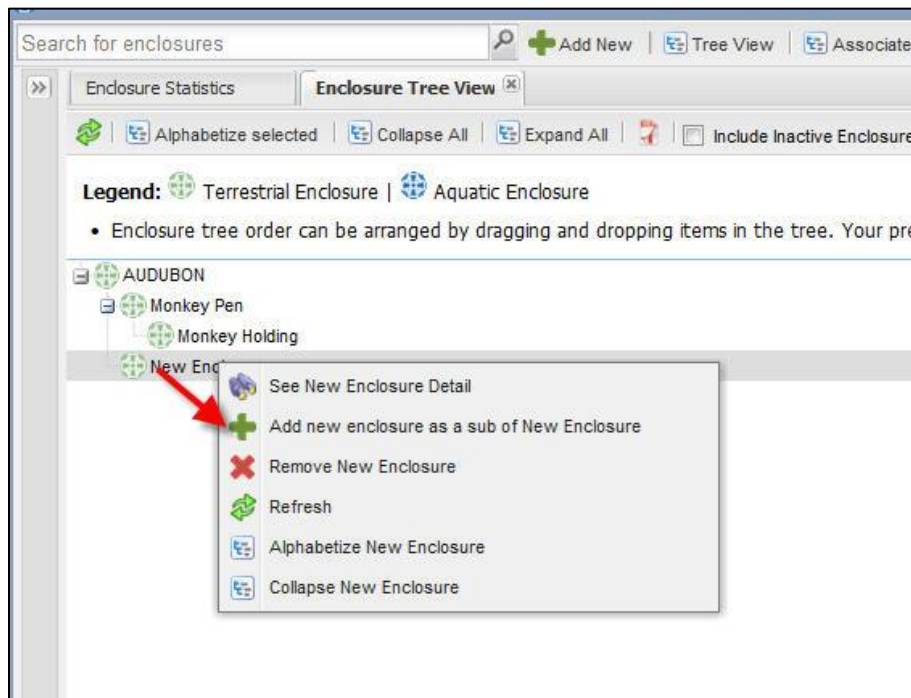 Search for enclosures Add New | Tree View | Associate
Enclosure Statistics Enclosure Tree View
Alphabetize selected | Collapse All | Expand All | Include Inactive Enclosure
Legend: Terrestrial Enclosure | Aquatic Enclosure
• Enclosure tree order can be arranged by dragging and dropping items in the tree. Your pre
AUDUBON
Monkey Pen
Monkey Holding
New Encl
See New Enclosure Detail
Add new enclosure as a sub of New Enclosure
Remove New Enclosure
Refresh
Alphabetize New Enclosure
Collapse New Enclosure